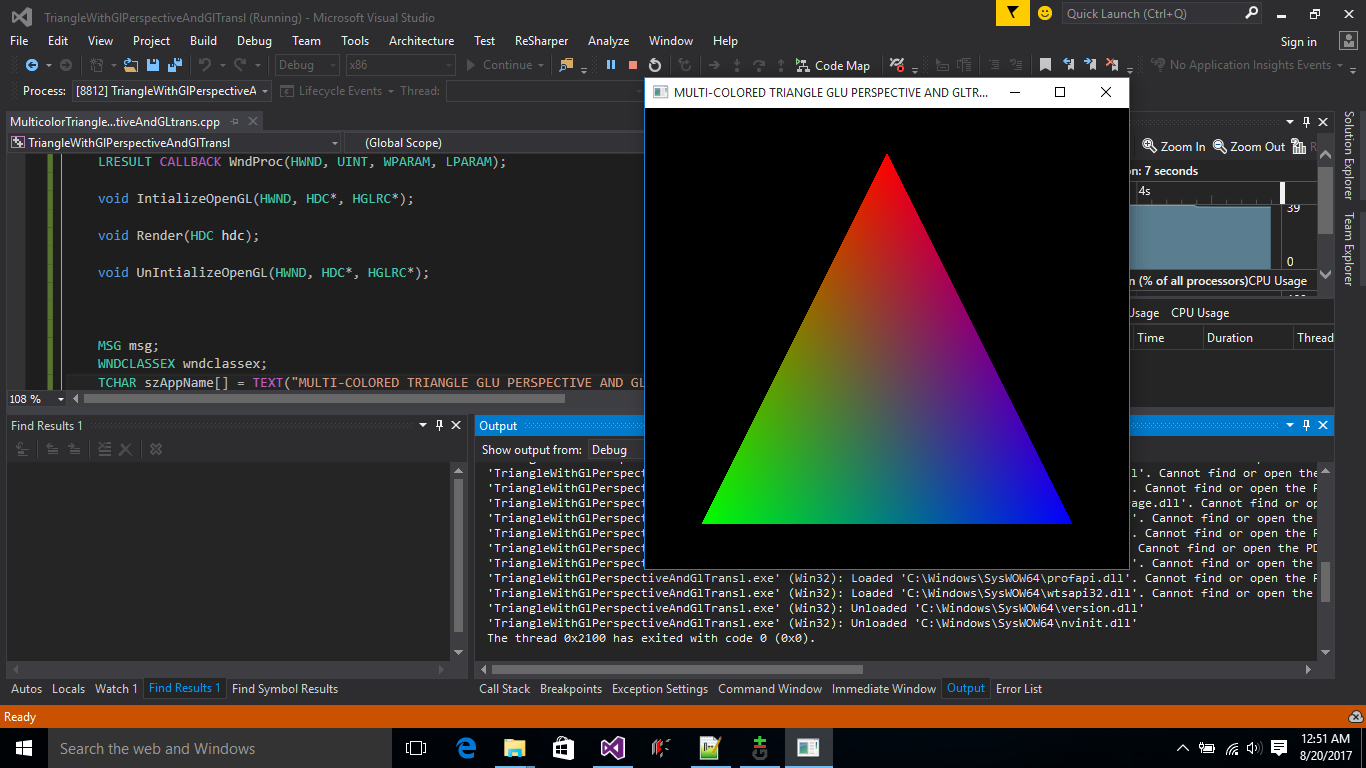 TriangleWithGlPerspectiveAndGlTransl (Running) - Microsoft Visual Studio
Quick Launch (Ctrl+Q)
File Edit View Project Build Debug Team Tools Architecture Test ReSharper Analyze Window Help
Sign in
Debug x86 Continue Code Map No Application Insights Events
Process: [8812] TriangleWithGlPerspectiveA Lifecycle Events Thread:
MULTI-COLORED TRIANGLE GLU PERSPECTIVE AND GLTR...
MulticolorTriangle...tiveAndGLtrans.cpp
TriangleWithGlPerspectiveAndGlTransl (Global Scope)
LRESULT CALLBACK WndProc(HWND, UINT, WPARAM, LPARAM);
void IntializeOpenGL(HWND, HDC*, HGLRC*);
void Render(HDC hdc);
void UnIntializeOpenGL(HWND, HDC*, HGLRC*);
MSG msg;
WNDCLASSEX wndclassex;
TCHAR szAppName[] = TEXT("MULTI-COLORED TRIANGLE GLU PERSPECTIVE AND GL
108 %
Zoom In Zoom Out R
on: 7 seconds
4s
39
0
n (% of all processors)CPU Usage
Usage CPU Usage
Time Duration Thread
Solution Explorer
Team Explorer
Find Results 1
Output
Show output from: Debug
'TriangleWithGlPerspect l'. Cannot find or open the
'TriangleWithGlPerspect . Cannot find or open the P
'TriangleWithGlPerspect rage.dll'. Cannot find or op
'TriangleWithGlPerspect '. Cannot find or open the
'TriangleWithGlPerspect . Cannot find or open the P
'TriangleWithGlPerspect Cannot find or open the PD
'TriangleWithGlPerspect '. Cannot find or open the
'TriangleWithGlPerspectiveAndGlTransl.exe' (Win32): Loaded 'C:\Windows\SysWOW64\profapi.dll'. Cannot find or open the P
'TriangleWithGlPerspectiveAndGlTransl.exe' (Win32): Loaded 'C:\Windows\SysWOW64\wtsapi32.dll'. Cannot find or open the
'TriangleWithGlPerspectiveAndGlTransl.exe' (Win32): Unloaded 'C:\Windows\SysWOW64\version.dll'
'TriangleWithGlPerspectiveAndGlTransl.exe' (Win32): Unloaded 'C:\Windows\SysWOW64\nvinit.dll'
The thread 0x2100 has exited with code 0 (0x0).
Autos Locals Watch 1 Find Results 1 Find Symbol Results
Call Stack Breakpoints Exception Settings Command Window Immediate Window Output Error List
Ready
Search the web and Windows
12:51 AM
8/20/2017